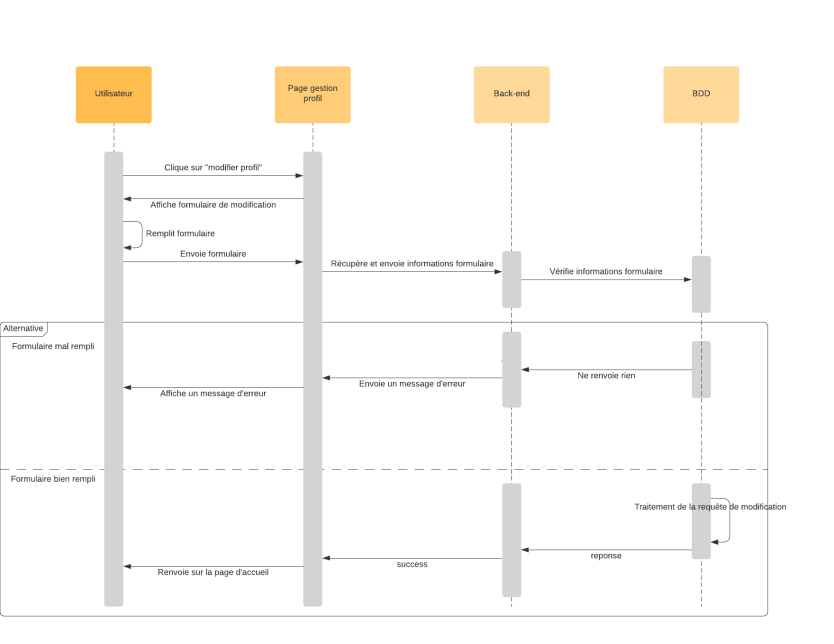 Utilisateur
Page gestion
profil
Back-end
BDD
Clique sur "modifier profil"
Affiche formulaire de modification
Remplit formulaire
Envoie formulaire
Récupère et envoie informations formulaire
Vérifie informations formulaire
Alternative
Formulaire mal rempli
Ne renvoie rien
Envoie un message d'erreur
Affiche un message d'erreur
Formulaire bien rempli
Traitement de la requête de modification
reponse
success
Renvoie sur la page d'accueil